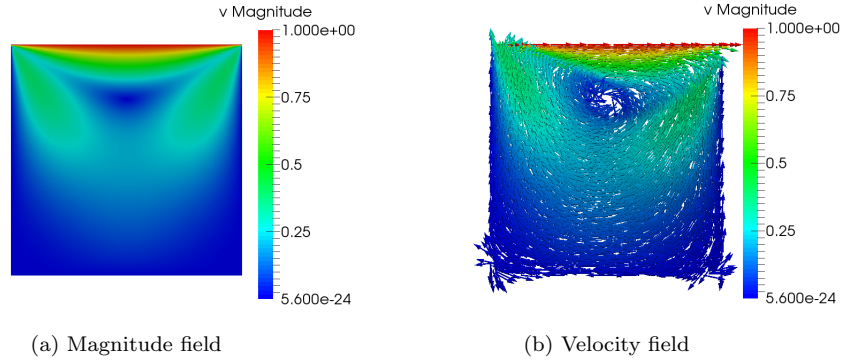 v Magnitude
1.000e+00
0.75
0.5
0.25
5.600e-24
v Magnitude
1.000e+00
0.75
0.5
0.25
5.600e-24
(a) Magnitude field
(b) Velocity field